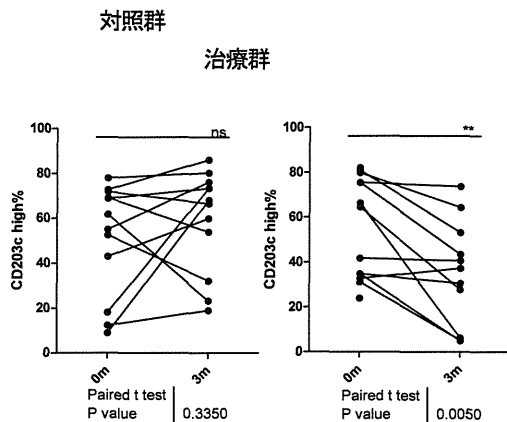 対照群
治療群
ns
**
100
80
60
40
20
0
CD203c high%
0m
3m
Paired t test
P value
0.3350
100
80
60
40
20
0
CD203c high%
0m
3m
Paired t test
P value
0.0050